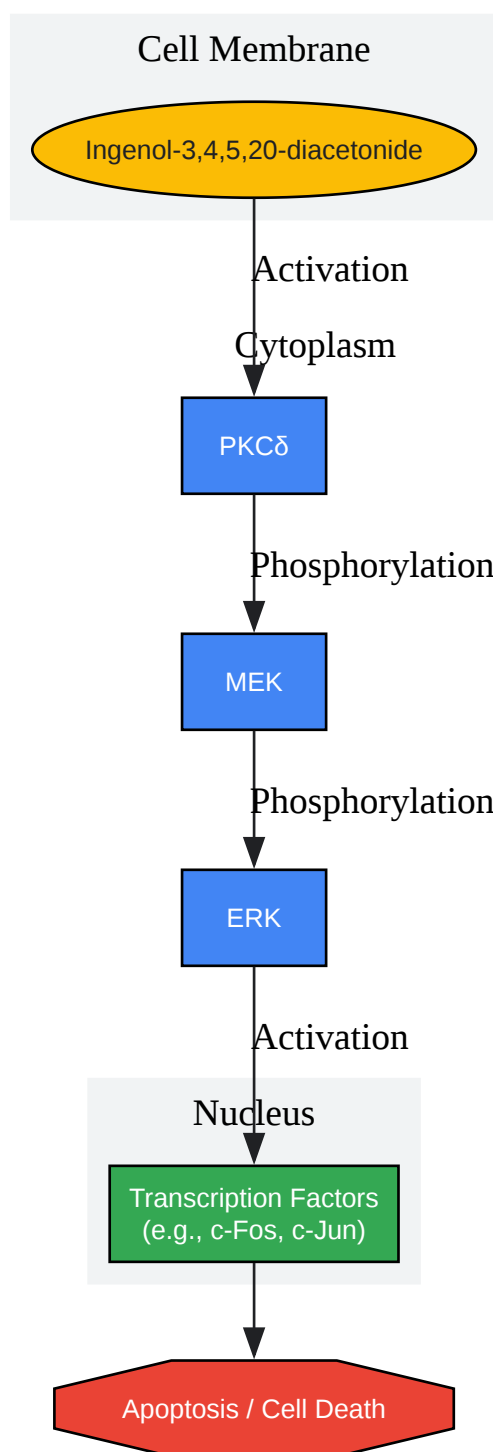 Cell Membrane
Ingenol-3,4,5,20-diacetonide
Activation
Cytoplasm
PKCδ
Phosphorylation
MEK
Phosphorylation
ERK
Activation
Nucleus
Transcription Factors
(e.g., c-Fos, c-Jun)
Apoptosis / Cell Death